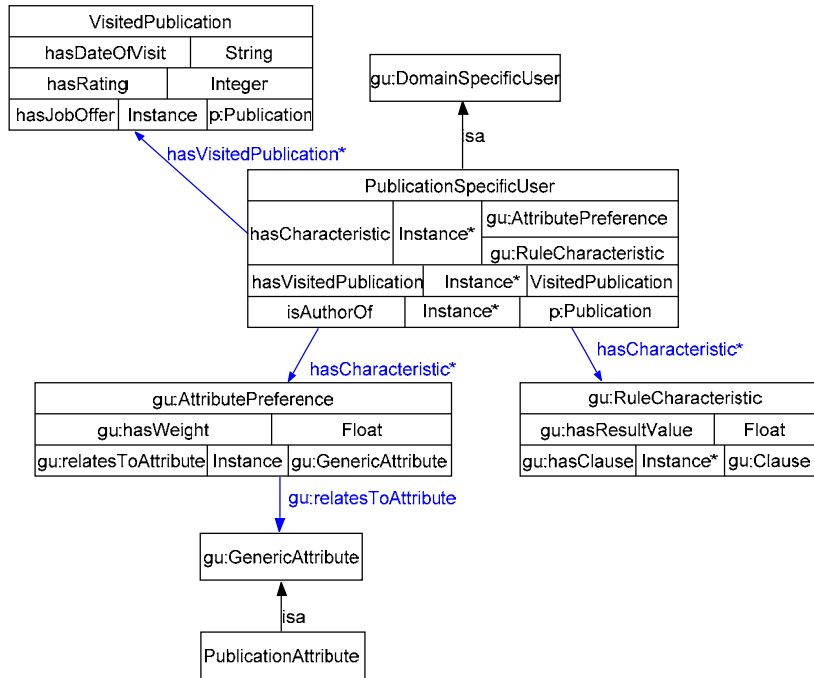 VisitedPublication
hasDateOfVisit String
hasRating Integer
hasJobOffer Instance p:Publication
gu:DomainSpecificUser
isa
hasVisitedPublication*
PublicationSpecificUser
hasCharacteristic Instance* gu:AttributePreference
gu:RuleCharacteristic
hasVisitedPublication Instance* VisitedPublication
isAuthorOf Instance* p:Publication
hasCharacteristic*
hasCharacteristic*
gu:AttributePreference
gu:hasWeight Float
gu:relatesToAttribute Instance gu:GenericAttribute
gu:RuleCharacteristic
gu:hasResultValue Float
gu:hasClause Instance* gu:Clause
gu:relatesToAttribute
gu:GenericAttribute
isa
PublicationAttribute